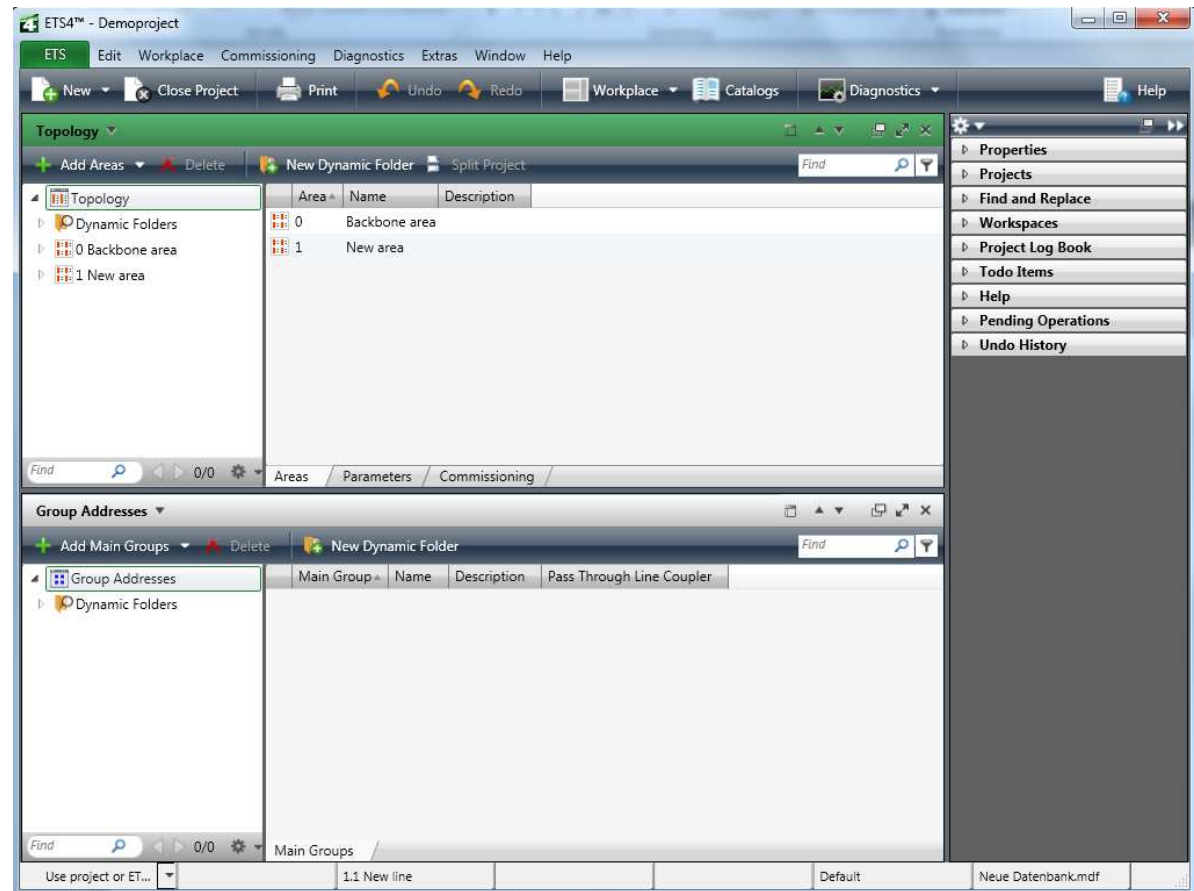 ETS4™ - Demoproject
ETS Edit Workplace Commissioning Diagnostics Extras Window Help
New Close Project Print Undo Redo Workplace Catalogs Diagnostics Help
Topology
Add Areas Delete New Dynamic Folder Split Project Find
Topology
Dynamic Folders
0 Backbone area
1 New area
Area Name Description
0 Backbone area
1 New area
Find 0/0
Areas Parameters Commissioning
Group Addresses
Add Main Groups Delete New Dynamic Folder Find
Group Addresses
Dynamic Folders
Main Group Name Description Pass Through Line Coupler
Find 0/0
Main Groups
Properties
Projects
Find and Replace
Workspaces
Project Log Book
Todo Items
Help
Pending Operations
Undo History
Use project or ET... 1.1 New line Default Neue Datenbank.mdf